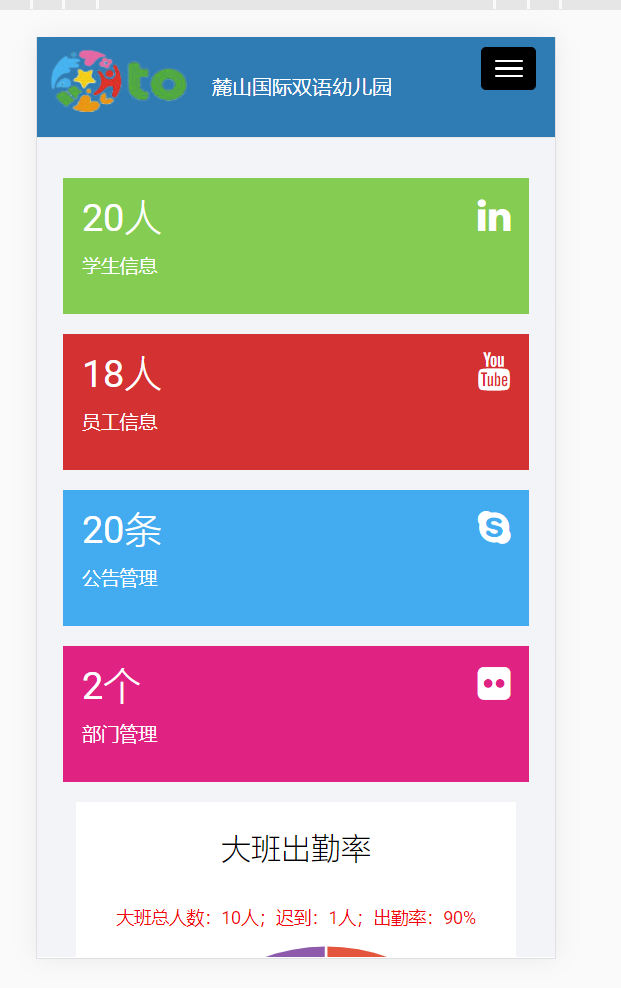 to
麓山国际双语幼儿园
20人
in
学生信息
18人
You
Tube
员工信息
20条
S
公告管理
2个
部门管理
大班出勤率
大班总人数：10人；迟到：1人；出勤率：90%